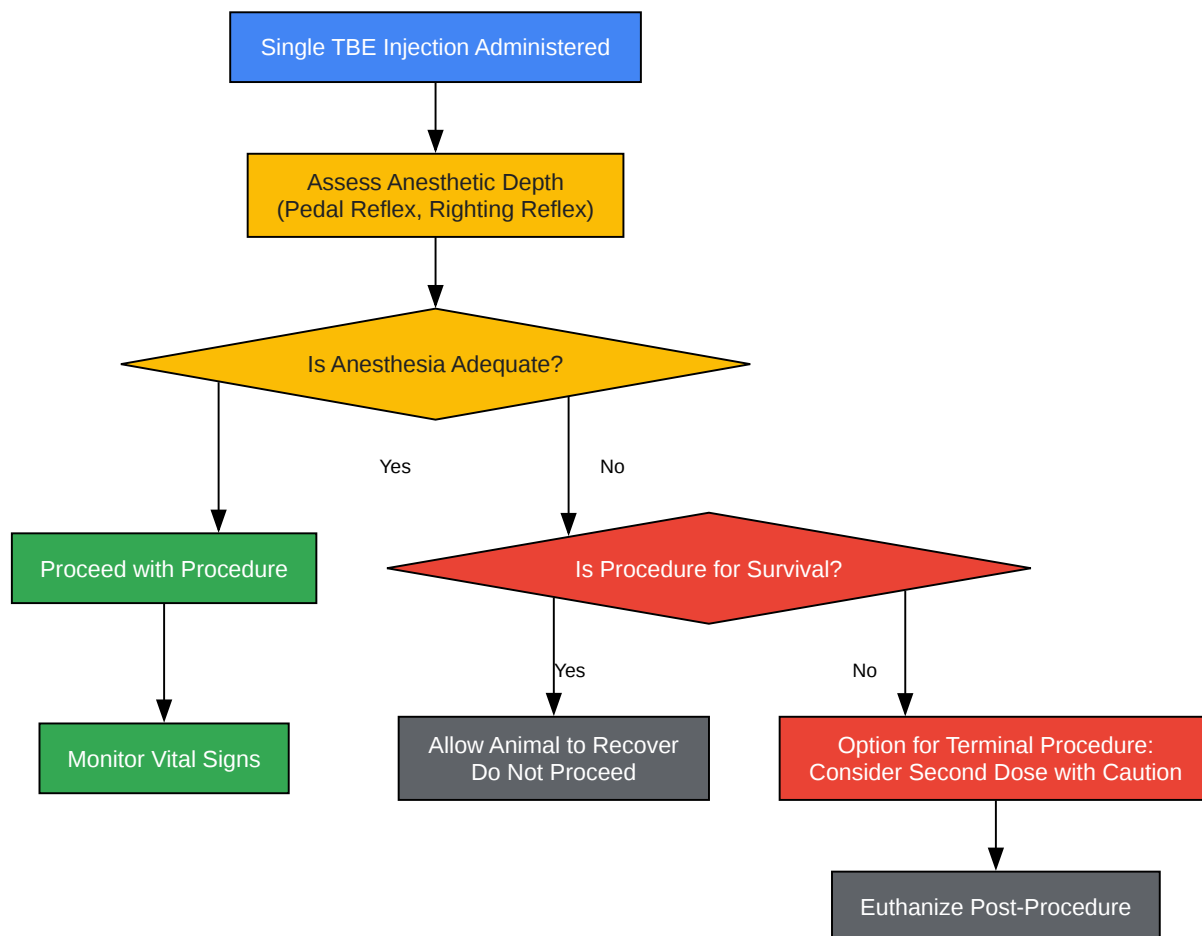 Single TBE Injection Administered
Assess Anesthetic Depth
(Pedal Reflex, Righting Reflex)
Is Anesthesia Adequate?
Yes
No
Proceed with Procedure
Is Procedure for Survival?
Yes
No
Monitor Vital Signs
Allow Animal to Recover
Do Not Proceed
Option for Terminal Procedure:
Consider Second Dose with Caution
Euthanize Post-Procedure